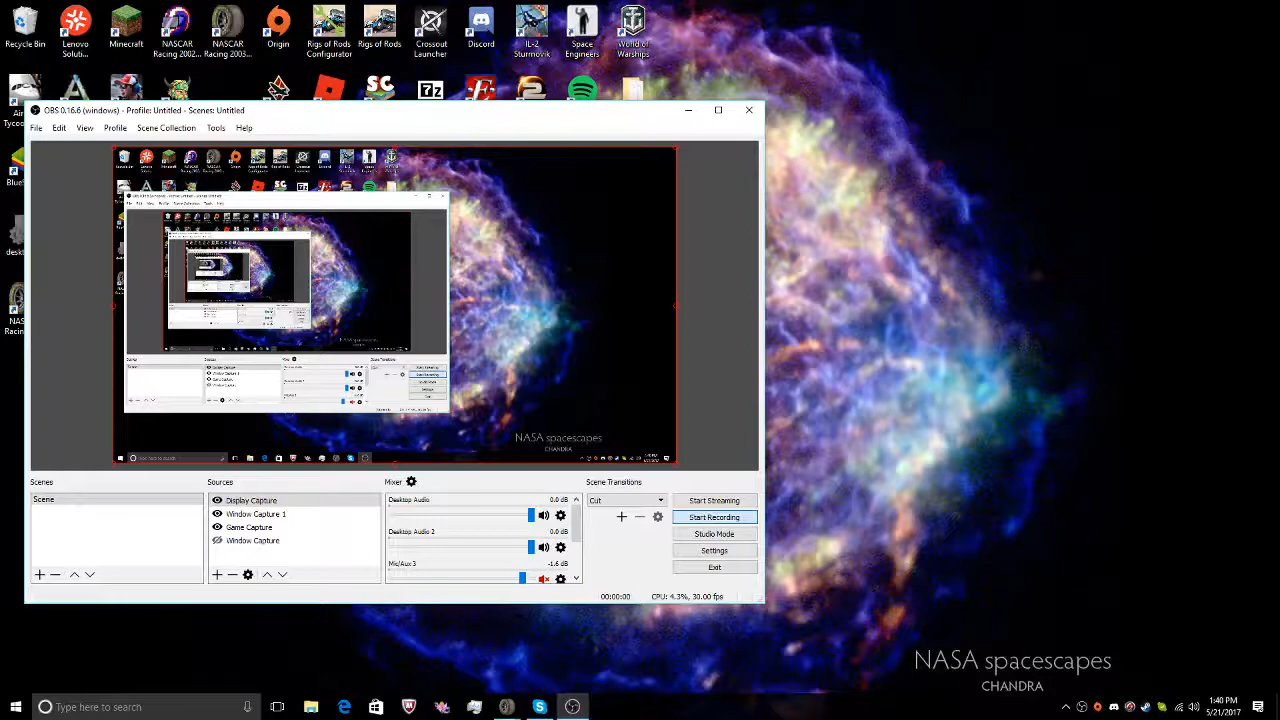 Recycle Bin
Lenovo Soluti...
Minecraft
NASCAR Racing 2002...
NASCAR Racing 2003...
Origin
Rigs of Rods Configurator
Rigs of Rods
Crossout Launcher
Discord
IL-2 Sturmovik
Space Engineers
World of Warships
SC
7z
OBS 0.16.6 (windows) - Profile: Untitled - Scenes: Untitled
File Edit View Profile Scene Collection Tools Help
NASA spacescapes
CHANDRA
Scenes
Scene
Sources
Display Capture
Window Capture 1
Game Capture
Window Capture
Mixer
Desktop Audio 0.0 dB
Desktop Audio 2 0.0 dB
Mic/Aux 3 -1.6 dB
Scene Transitions
Cut
Start Streaming
Start Recording
Studio Mode
Settings
Exit
00:00:00 CPU: 4.3%, 30.00 fps
NASA spacescapes
CHANDRA
Type here to search
1:40 PM
5/21/2017